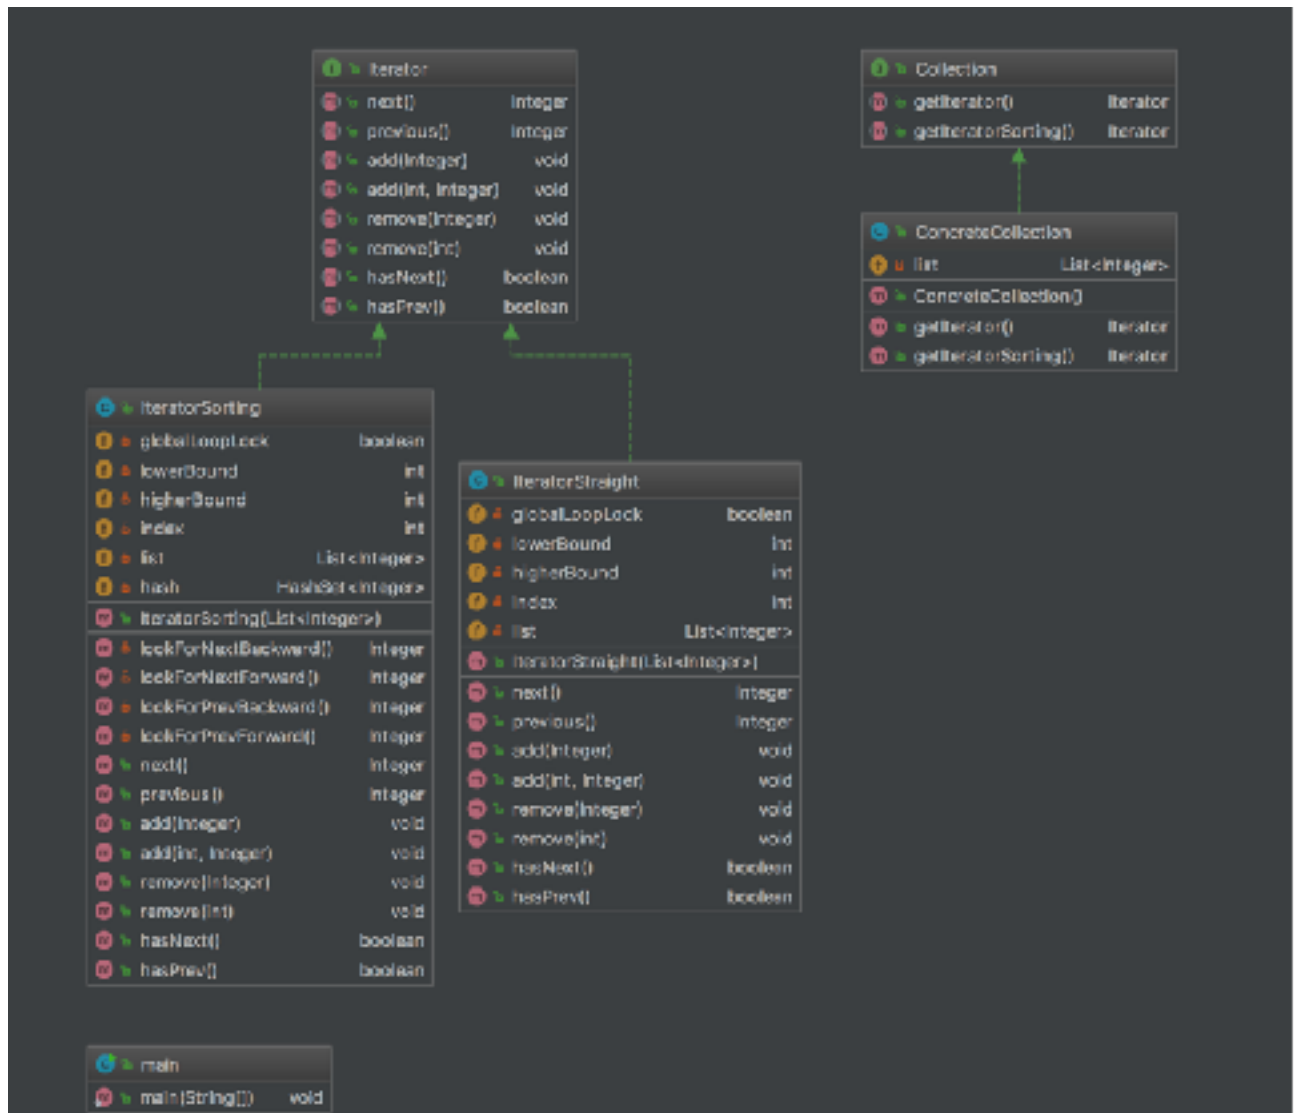 Iterator
next() Integer
previous() Integer
add(Integer) void
add(int, Integer) void
remove(Integer) void
remove(int) void
hasNext() boolean
hasPrev() boolean
Collection
getIterator() Iterator
getIteratorSorting() Iterator
ConcreteCollection
list List<Integer>
ConcreteCollection()
getIterator() Iterator
getIteratorSorting() Iterator
IteratorSorting
globalLoopLock boolean
lowerBound int
higherBound int
index int
list List<Integer>
hash HashSet<Integer>
IteratorSorting(List<Integer>)
lookForNextBackward() Integer
lookForNextForward() Integer
lookForPrevBackward() Integer
lookForPrevForward() Integer
next() Integer
previous() Integer
add(Integer) void
add(int, Integer) void
remove(Integer) void
remove(int) void
hasNext() boolean
hasPrev() boolean
IteratorStraight
globalLoopLock boolean
lowerBound int
higherBound int
index int
list List<Integer>
IteratorStraight(List<Integer>)
next() Integer
previous() Integer
add(Integer) void
add(int, Integer) void
remove(Integer) void
remove(int) void
hasNext() boolean
hasPrev() boolean
main
main(String[]) void